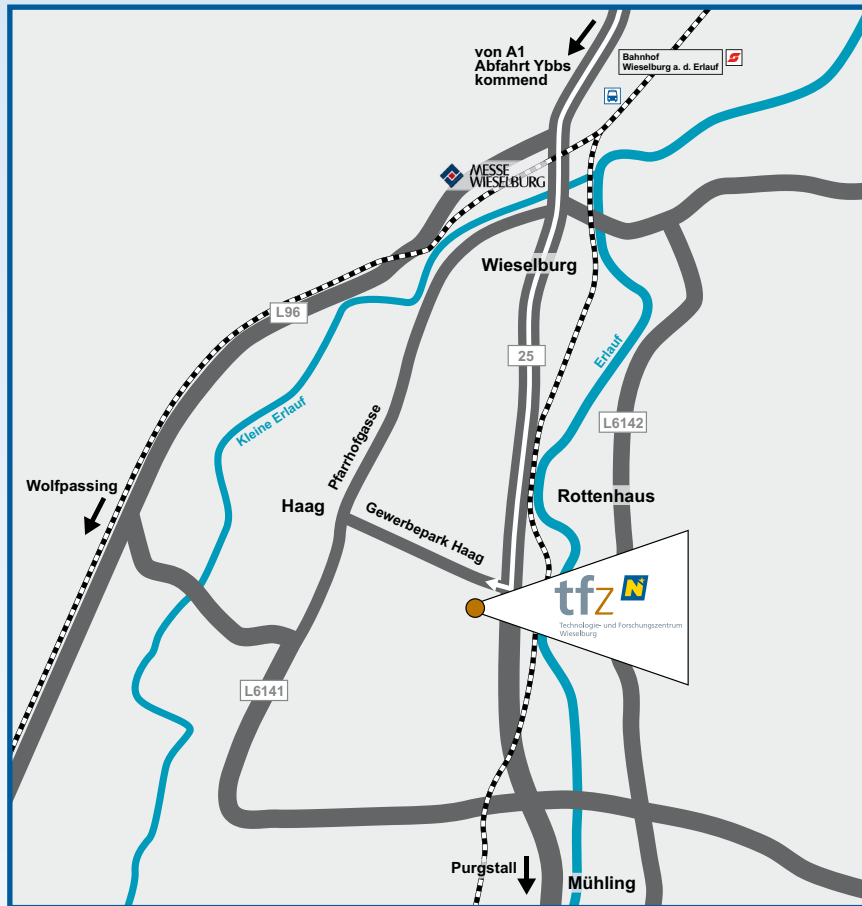 von A1
Abfahrt Ybbs
kommend
Bahnhof
Wieselburg a. d. Erlauf
MESSE
WIESELBURG
Wieselburg
L96
25
Erlauf
Kleine Erlauf
Pfarrhofgasse
L6142
Wolfpassing
Haag
Rottenhaus
Gewerbepark Haag
tfz N
Technologie- und Forschungszentrum
Wieselburg
L6141
Purgstall
Mühling